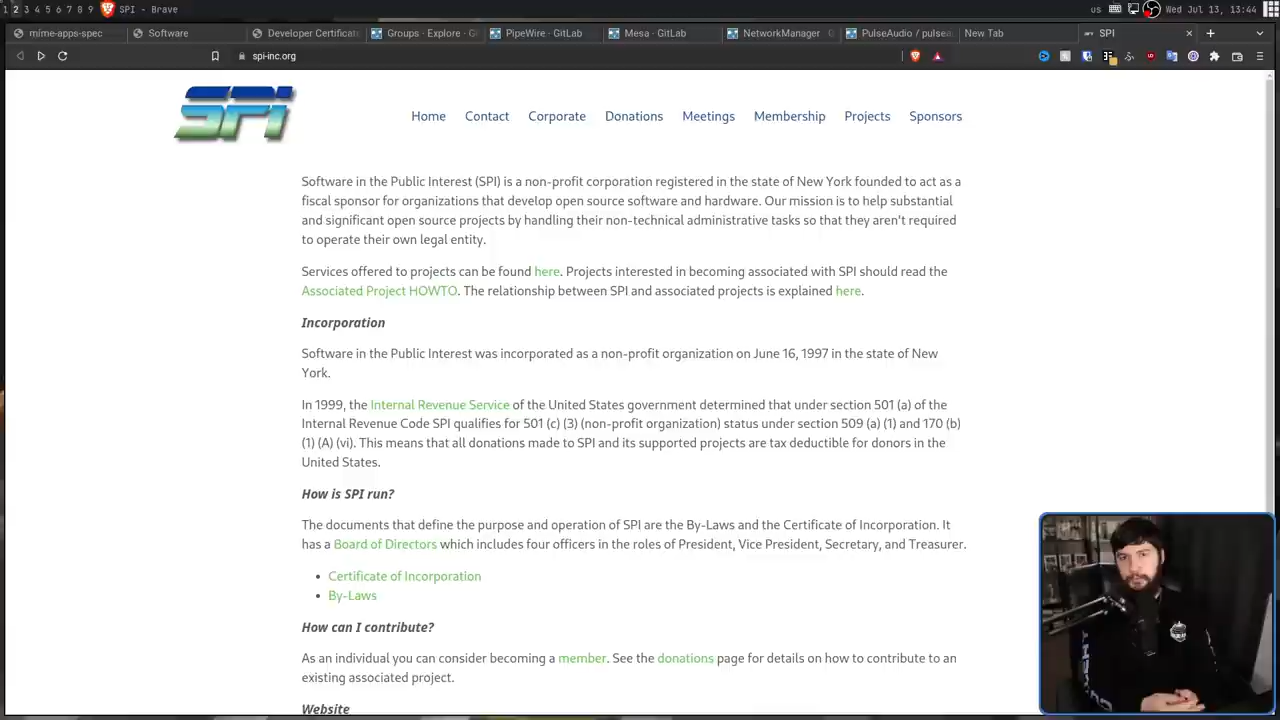 1 2 3 4 5 6 7 8 9 SPI - Brave us Wed Jul 13, 13:44
mime-apps-spec Software Developer Certificat Groups · Explore · G PipeWire · GitLab Mesa · GitLab NetworkManager PulseAudio / pulsea New Tab SPI
spi-inc.org
SPI
Home Contact Corporate Donations Meetings Membership Projects Sponsors
Software in the Public Interest (SPI) is a non-profit corporation registered in the state of New York founded to act as a
fiscal sponsor for organizations that develop open source software and hardware. Our mission is to help substantial
and significant open source projects by handling their non-technical administrative tasks so that they aren't required
to operate their own legal entity.
Services offered to projects can be found here. Projects interested in becoming associated with SPI should read the
Associated Project HOWTO. The relationship between SPI and associated projects is explained here.
Incorporation
Software in the Public Interest was incorporated as a non-profit organization on June 16, 1997 in the state of New
York.
In 1999, the Internal Revenue Service of the United States government determined that under section 501 (a) of the
Internal Revenue Code SPI qualifies for 501 (c) (3) (non-profit organization) status under section 509 (a) (1) and 170 (b)
(1) (A) (vi). This means that all donations made to SPI and its supported projects are tax deductible for donors in the
United States.
How is SPI run?
The documents that define the purpose and operation of SPI are the By-Laws and the Certificate of Incorporation. It
has a Board of Directors which includes four officers in the roles of President, Vice President, Secretary, and Treasurer.
• Certificate of Incorporation
• By-Laws
How can I contribute?
As an individual you can consider becoming a member. See the donations page for details on how to contribute to an
existing associated project.
Website